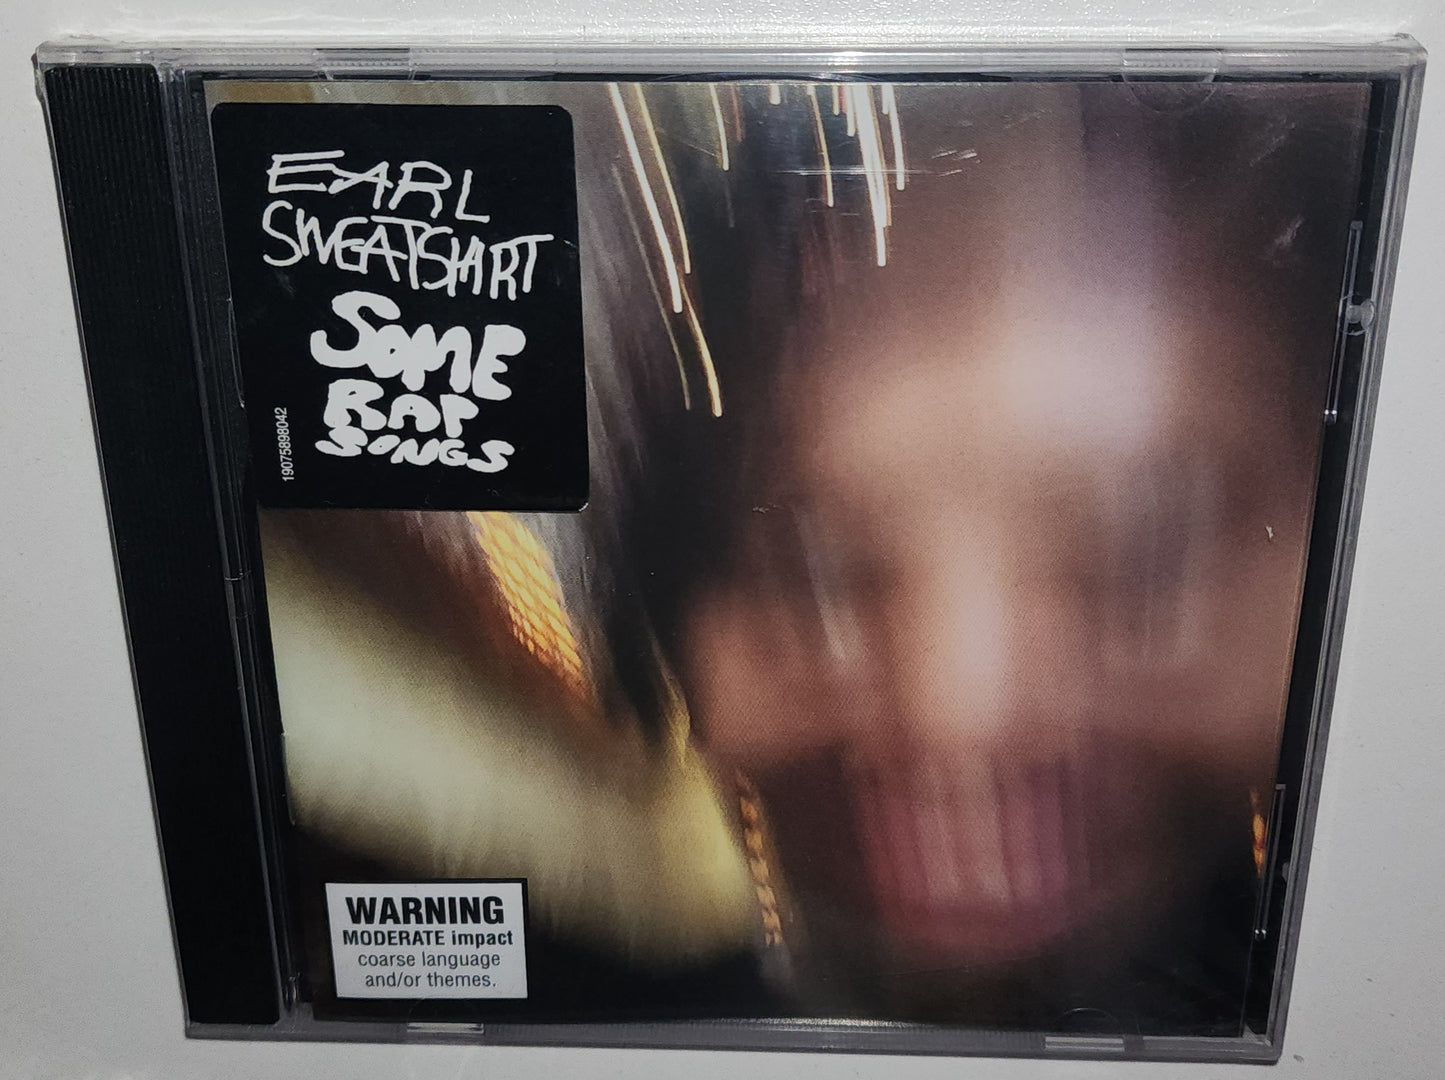 EARL
SWEATSHIRT
SOME
RAP
SONGS
19075898042
WARNING
MODERATE impact
coarse language
and/or themes.